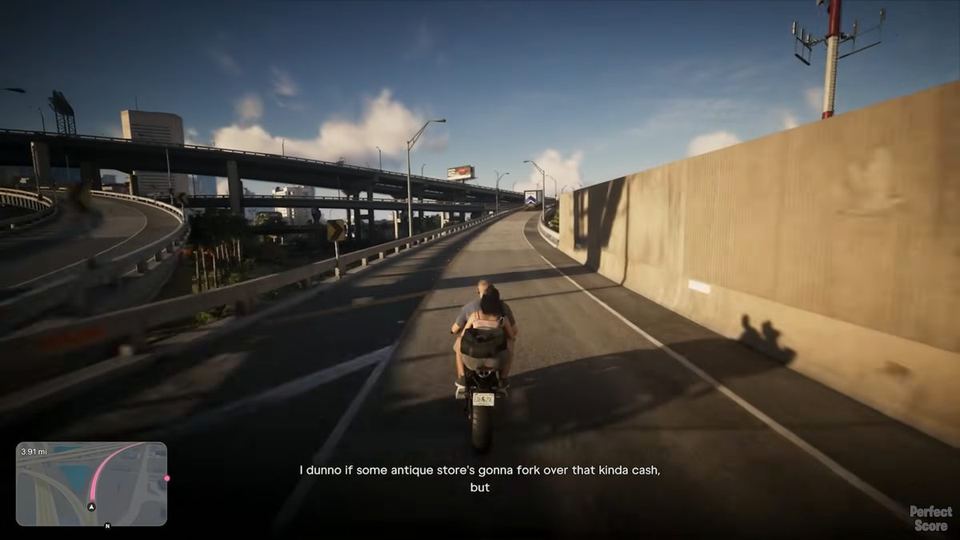 3.91 mi
N
I dunno if some antique store's gonna fork over that kinda cash,
but
Perfect
Score